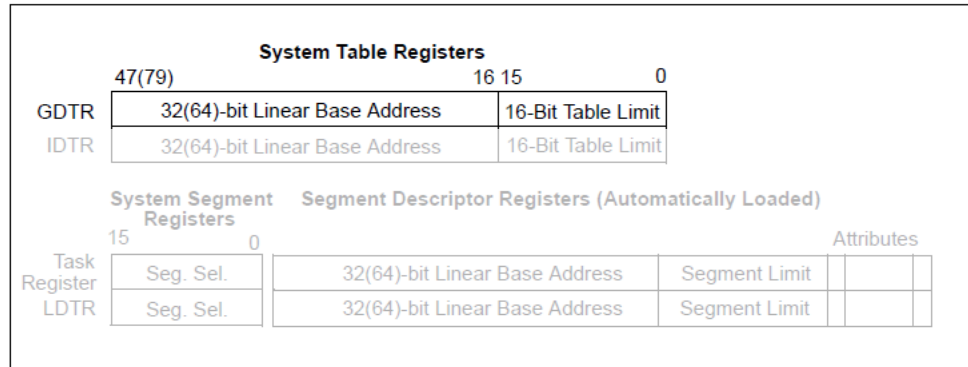 System Table Registers
47(79) 16 15 0
GDTR 32(64)-bit Linear Base Address 16-Bit Table Limit
IDTR 32(64)-bit Linear Base Address 16-Bit Table Limit
System Segment Registers Segment Descriptor Registers (Automatically Loaded)
15 0 Attributes
Task Register Seg. Sel. 32(64)-bit Linear Base Address Segment Limit
LDTR Seg. Sel. 32(64)-bit Linear Base Address Segment Limit